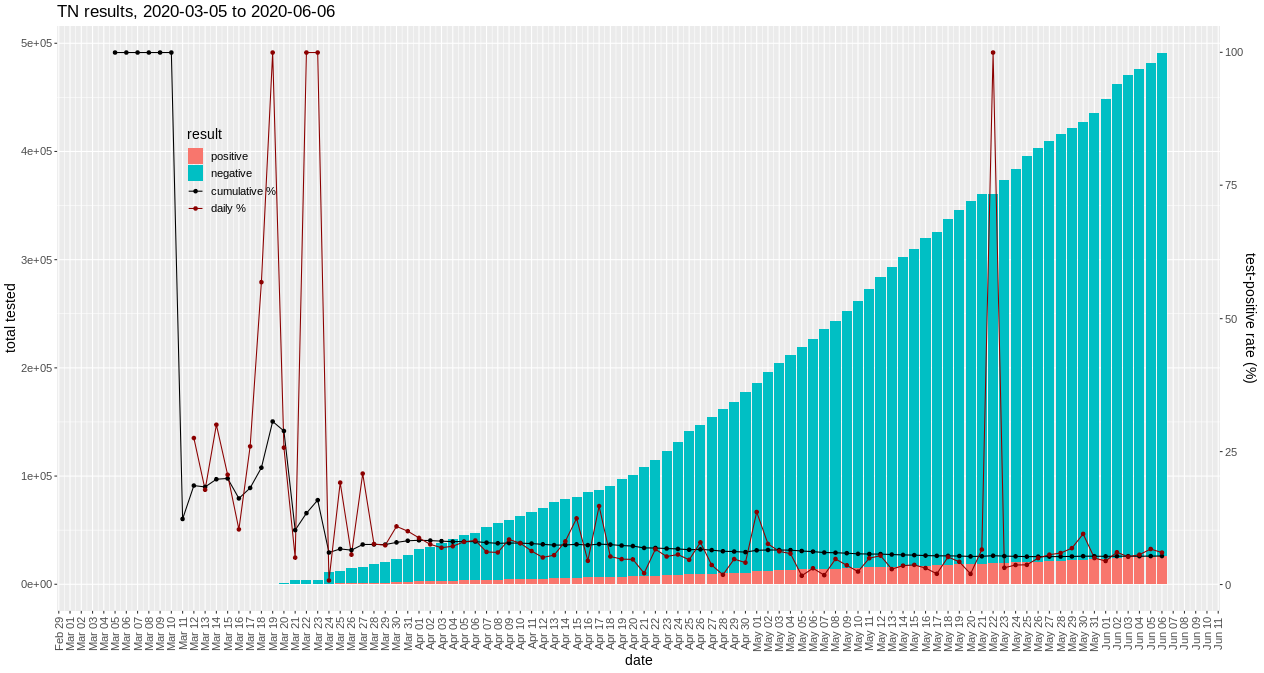 TN results, 2020-03-05 to 2020-06-06
5e+05
4e+05
3e+05
2e+05
1e+05
0e+00
total tested
result
positive
negative
cumulative %
daily %
100
75
50
25
0
test-positive rate (%)
Feb 29
Mar 01
Mar 02
Mar 03
Mar 04
Mar 05
Mar 06
Mar 07
Mar 08
Mar 09
Mar 10
Mar 11
Mar 12
Mar 13
Mar 14
Mar 15
Mar 16
Mar 17
Mar 18
Mar 19
Mar 20
Mar 21
Mar 22
Mar 23
Mar 24
Mar 25
Mar 26
Mar 27
Mar 28
Mar 29
Mar 30
Mar 31
Apr 01
Apr 02
Apr 03
Apr 04
Apr 05
Apr 06
Apr 07
Apr 08
Apr 09
Apr 10
Apr 11
Apr 12
Apr 13
Apr 14
Apr 15
Apr 16
Apr 17
Apr 18
Apr 19
Apr 20
Apr 21
Apr 22
Apr 23
Apr 24
Apr 25
Apr 26
Apr 27
Apr 28
Apr 29
Apr 30
May 01
May 02
May 03
May 04
May 05
May 06
May 07
May 08
May 09
May 10
May 11
May 12
May 13
May 14
May 15
May 16
May 17
May 18
May 19
May 20
May 21
May 22
May 23
May 24
May 25
May 26
May 27
May 28
May 29
May 30
May 31
Jun 01
Jun 02
Jun 03
Jun 04
Jun 05
Jun 06
Jun 07
Jun 08
Jun 09
Jun 10
Jun 11
date